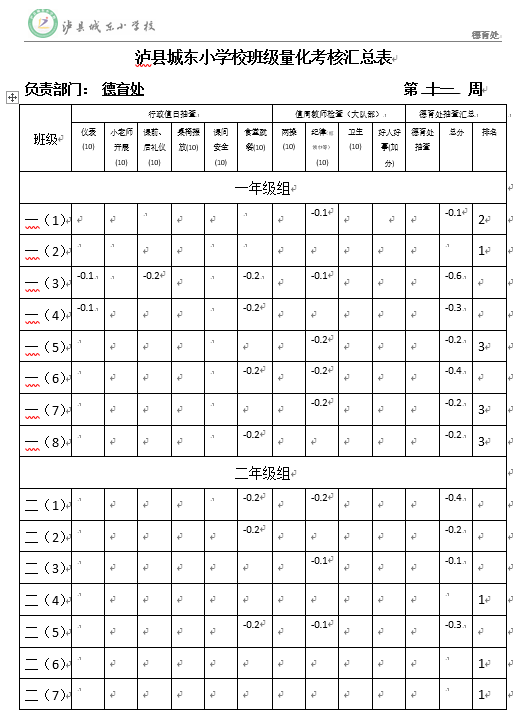 泸县城东小学校
德育处
泸县城东小学校班级量化考核汇总表
负责部门： 德育处 第 十一 周
班级 行政值日抽查： 值周教师检查（大队部）： 德育处抽查汇总：
仪表(10) 小老师开展(10) 课前、后礼仪(10) 桌椅摆放(10) 课间安全(10) 食堂就餐(10) 两操(10) 纪律(10) 卫生(10) 好人好事(加分) 德育处抽查 总分 排名
一年级组
一（1） -0.1 -0.1 2
一（2） 1
一（3） -0.1 -0.2 -0.2 -0.1 -0.6
一（4） -0.1 -0.2 -0.3
一（5） -0.2 -0.2 3
一（6） -0.2 -0.2 -0.4
一（7） -0.2 -0.2 3
一（8） -0.2 -0.2 3
二年级组
二（1） -0.2 -0.2 -0.4
二（2） -0.2 -0.2
二（3） -0.1 -0.1
二（4） 1
二（5） -0.2 -0.1 -0.3
二（6） 1
二（7） 1